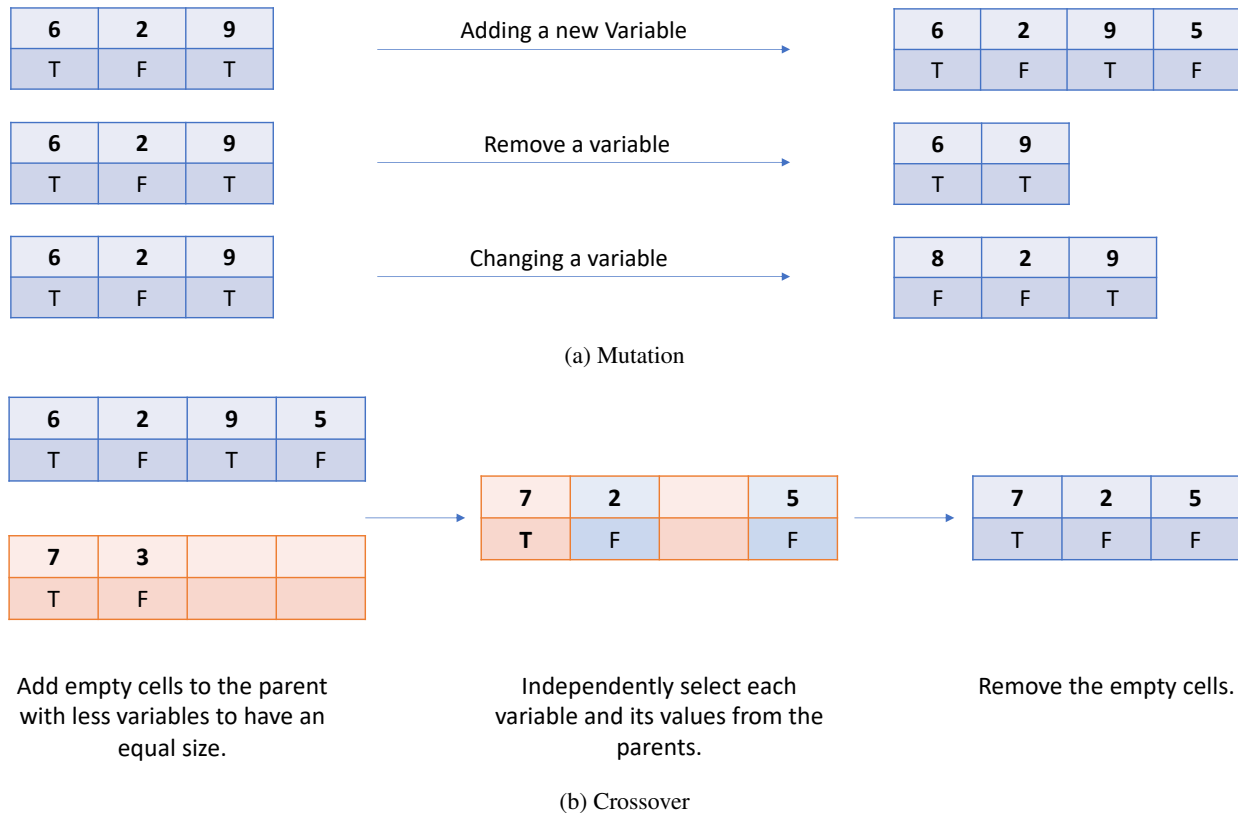 6 2 9
T F T
Adding a new Variable
6 2 9 5
T F T F
6 2 9
T F T
Remove a variable
6 9
T T
6 2 9
T F T
Changing a variable
8 2 9
F F T
(a) Mutation
6 2 9 5
T F T F
7 3
T F
7 2 5
T F F
7 2 5
T F F
Add empty cells to the parent
with less variables to have an
equal size.
Independently select each
variable and its values from the
parents.
Remove the empty cells.
(b) Crossover